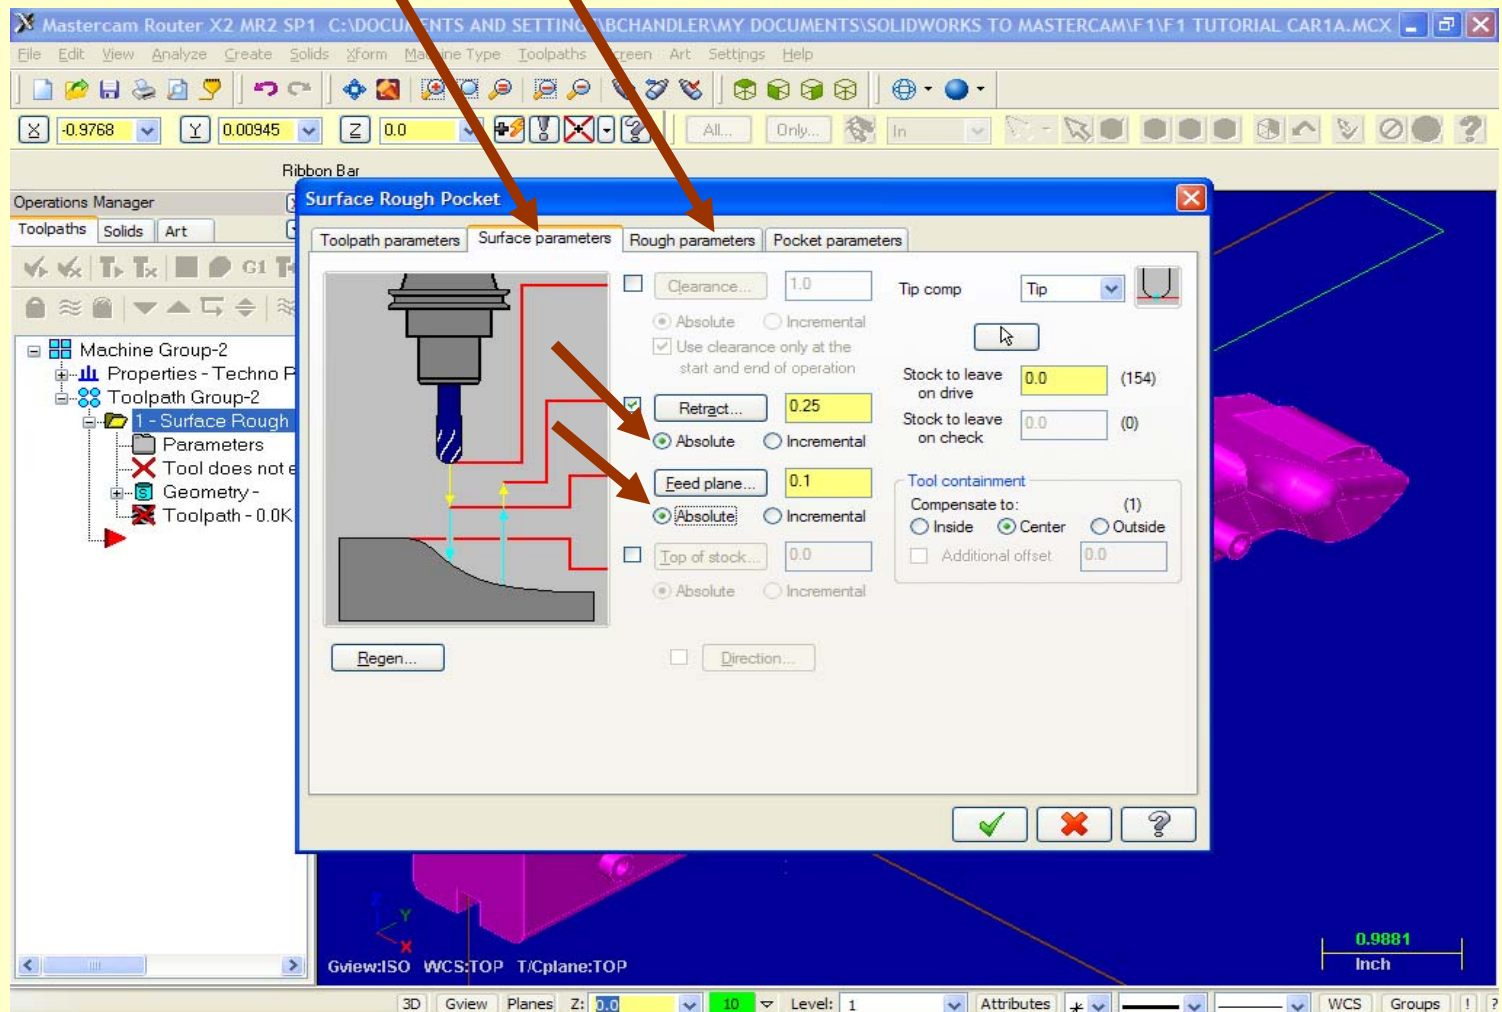 Mastercam Router X2 MR2 SP1 C:\DOCUMENTS AND SETTINGS\BCHANDLER\MY DOCUMENTS\SOLIDWORKS TO MASTERCAM\F1\F1 TUTORIAL CAR1A.MCX
File Edit View Analyze Create Solids Xform Machine Type Toolpaths Screen Art Settings Help
X -0.9768 Y 0.00945 Z 0.0 All... Only... In
Ribbon Bar
Operations Manager
Toolpaths Solids Art
G1
Machine Group-2
Properties - Techno P
Toolpath Group-2
1 - Surface Rough
Parameters
Tool does not e
Geometry -
Toolpath - 0.0K
Surface Rough Pocket
Toolpath parameters Surface parameters Rough parameters Pocket parameters
Clearance... 1.0
Absolute Incremental
Use clearance only at the
start and end of operation
Retract... 0.25
Absolute Incremental
Feed plane... 0.1
Absolute Incremental
Top of stock... 0.0
Absolute Incremental
Tip comp Tip
Stock to leave
on drive 0.0 (154)
Stock to leave
on check 0.0 (0)
Tool containment
Compensate to: (1)
Inside Center Outside
Additional offset 0.0
Regen... Direction...
Z
Y
X
Gview:ISO WCS:TOP T/Cplane:TOP
0.9881
Inch
3D Gview Planes Z: 0.0 10 Level: 1 Attributes WCS Groups ! ?